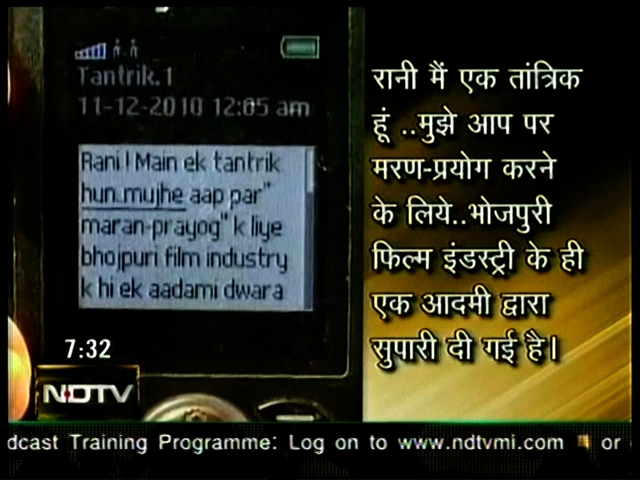 Tantrik.1
11-12-2010 12:05 am
Rani! Main ek tantrik
hun..mujhe aap par"
maran-prayog" k liye
bhojpuri film industry
k hi ek aadami dwara
रानी मैं एक तांत्रिक
हूं ..मुझे आप पर
मरण-प्रयोग करने
के लिये..भोजपुरी
फिल्म इंडस्ट्री के ही
एक आदमी द्वारा
सुपारी दी गई है।
7:32
NDTV
dcast Training Programme: Log on to www.ndtvmi.com or